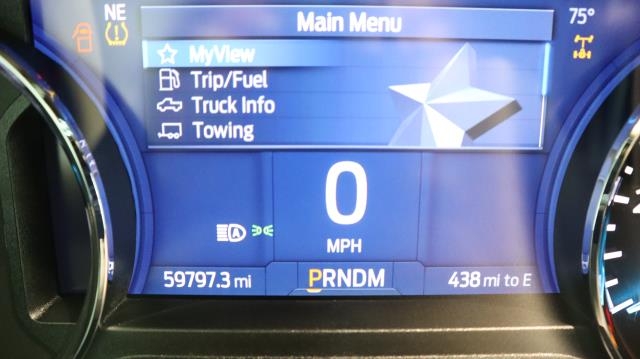 NE
Main Menu
75°
MyView
Trip/Fuel
Truck Info
Towing
0
MPH
A
59797.3 mi
PRNDM
438 mi to E